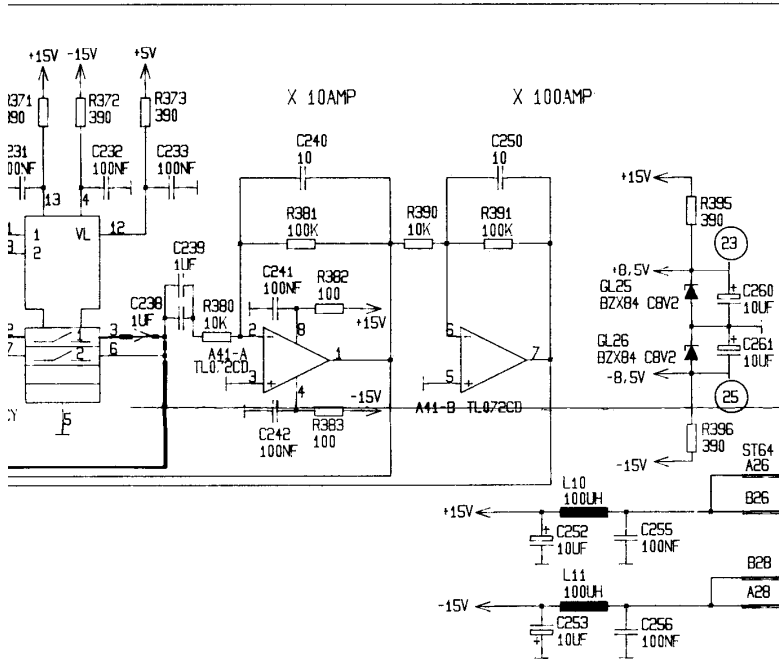 +15V
-15V
+5V
R371
390
R372
390
R373
390
C232
100NF
C233
100NF
13
4
12
1
2
VL
X 10AMP
X 100AMP
C240
10
C250
10
R381
100K
R390
10K
R391
100K
C239
1UF
C238
1UF
R380
10K
C241
100NF
R382
100
+15V
8
2
3
1
4
A41-A
TL072CD
-15V
C242
100NF
R383
100
6
5
7
A41-B TL072CD
3
6
1
2
5
+15V
R395
390
23
+8,5V
GL25
BZX84 C8V2
C260
10UF
GL26
BZX84 C8V2
C261
10UF
-8,5V
25
R396
390
-15V
ST64
A26
B26
L10
100UH
+15V
C252
10UF
C255
100NF
B28
A28
L11
100UH
-15V
C253
10UF
C256
100NF